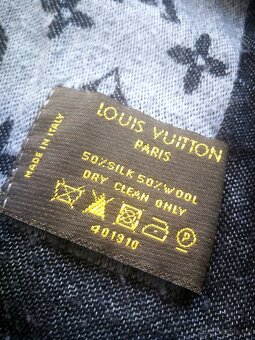 LOUIS VUITTON
PARIS
MADE IN ITALY
50%SILK 50%WOOL
DRY CLEAN ONLY
P
401910